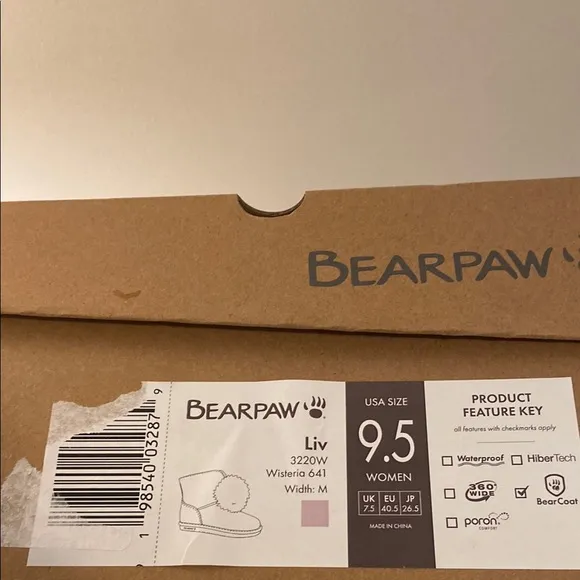 BEARPAW
BEARPAW
Liv
3220W
Wisteria 641
Width: M
1 98540 03287 9
USA SIZE
9.5
WOMEN
UK EU JP
7.5 40.5 26.5
MADE IN CHINA
PRODUCT
FEATURE KEY
all features with checkmarks apply
Waterproof HiberTech
360° WIDE BearCoat
poron
COMFORT